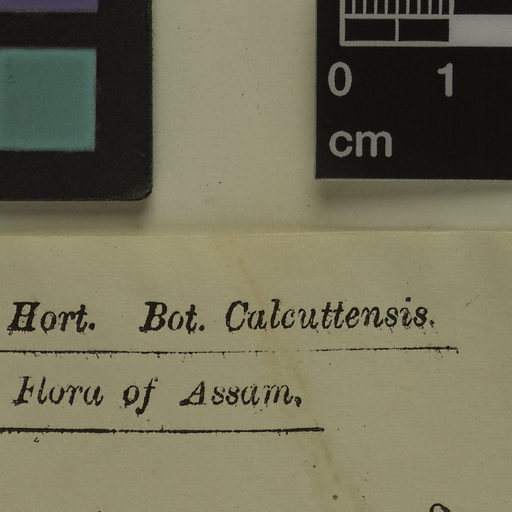 0 1
cm
Hort. Bot. Calcuttensis.
Flora of Assam,